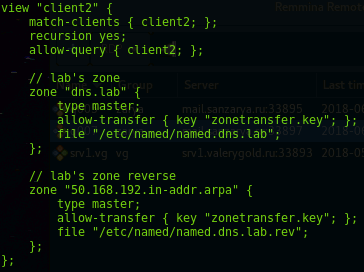 view "client2" {
match-clients { client2; };
recursion yes;
allow-query { client2; };
Remmina Remot
// lab's zone
Group Server Last tim
zone "dns.lab" {
type master;
mail.sanzarya.ru:33895 2018-0
allow-transfer { key "zonetransfer.key"; };
file "/etc/named/named.dns.lab";
};
srv1.vg vg srv1.valerygold.ru:33893 2018-0
// lab's zone reverse
zone "50.168.192.in-addr.arpa" {
type master;
allow-transfer { key "zonetransfer.key"; };
file "/etc/named/named.dns.lab.rev";
};
};